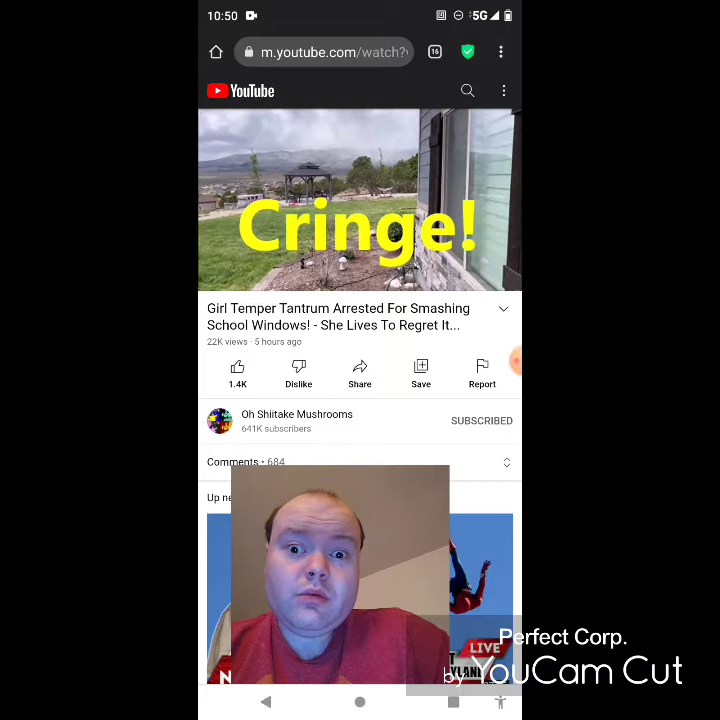 10:50
5G
m.youtube.com/watch?v
16
YouTube
Cringe!
Girl Temper Tantrum Arrested For Smashing
School Windows! - She Lives To Regret It...
22K views · 5 hours ago
1.4K Dislike Share Save Report
Oh Shiitake Mushrooms
641K subscribers
SUBSCRIBED
Comments • 684
Up ne
LIVE
Perfect Corp.
by YouCam Cut